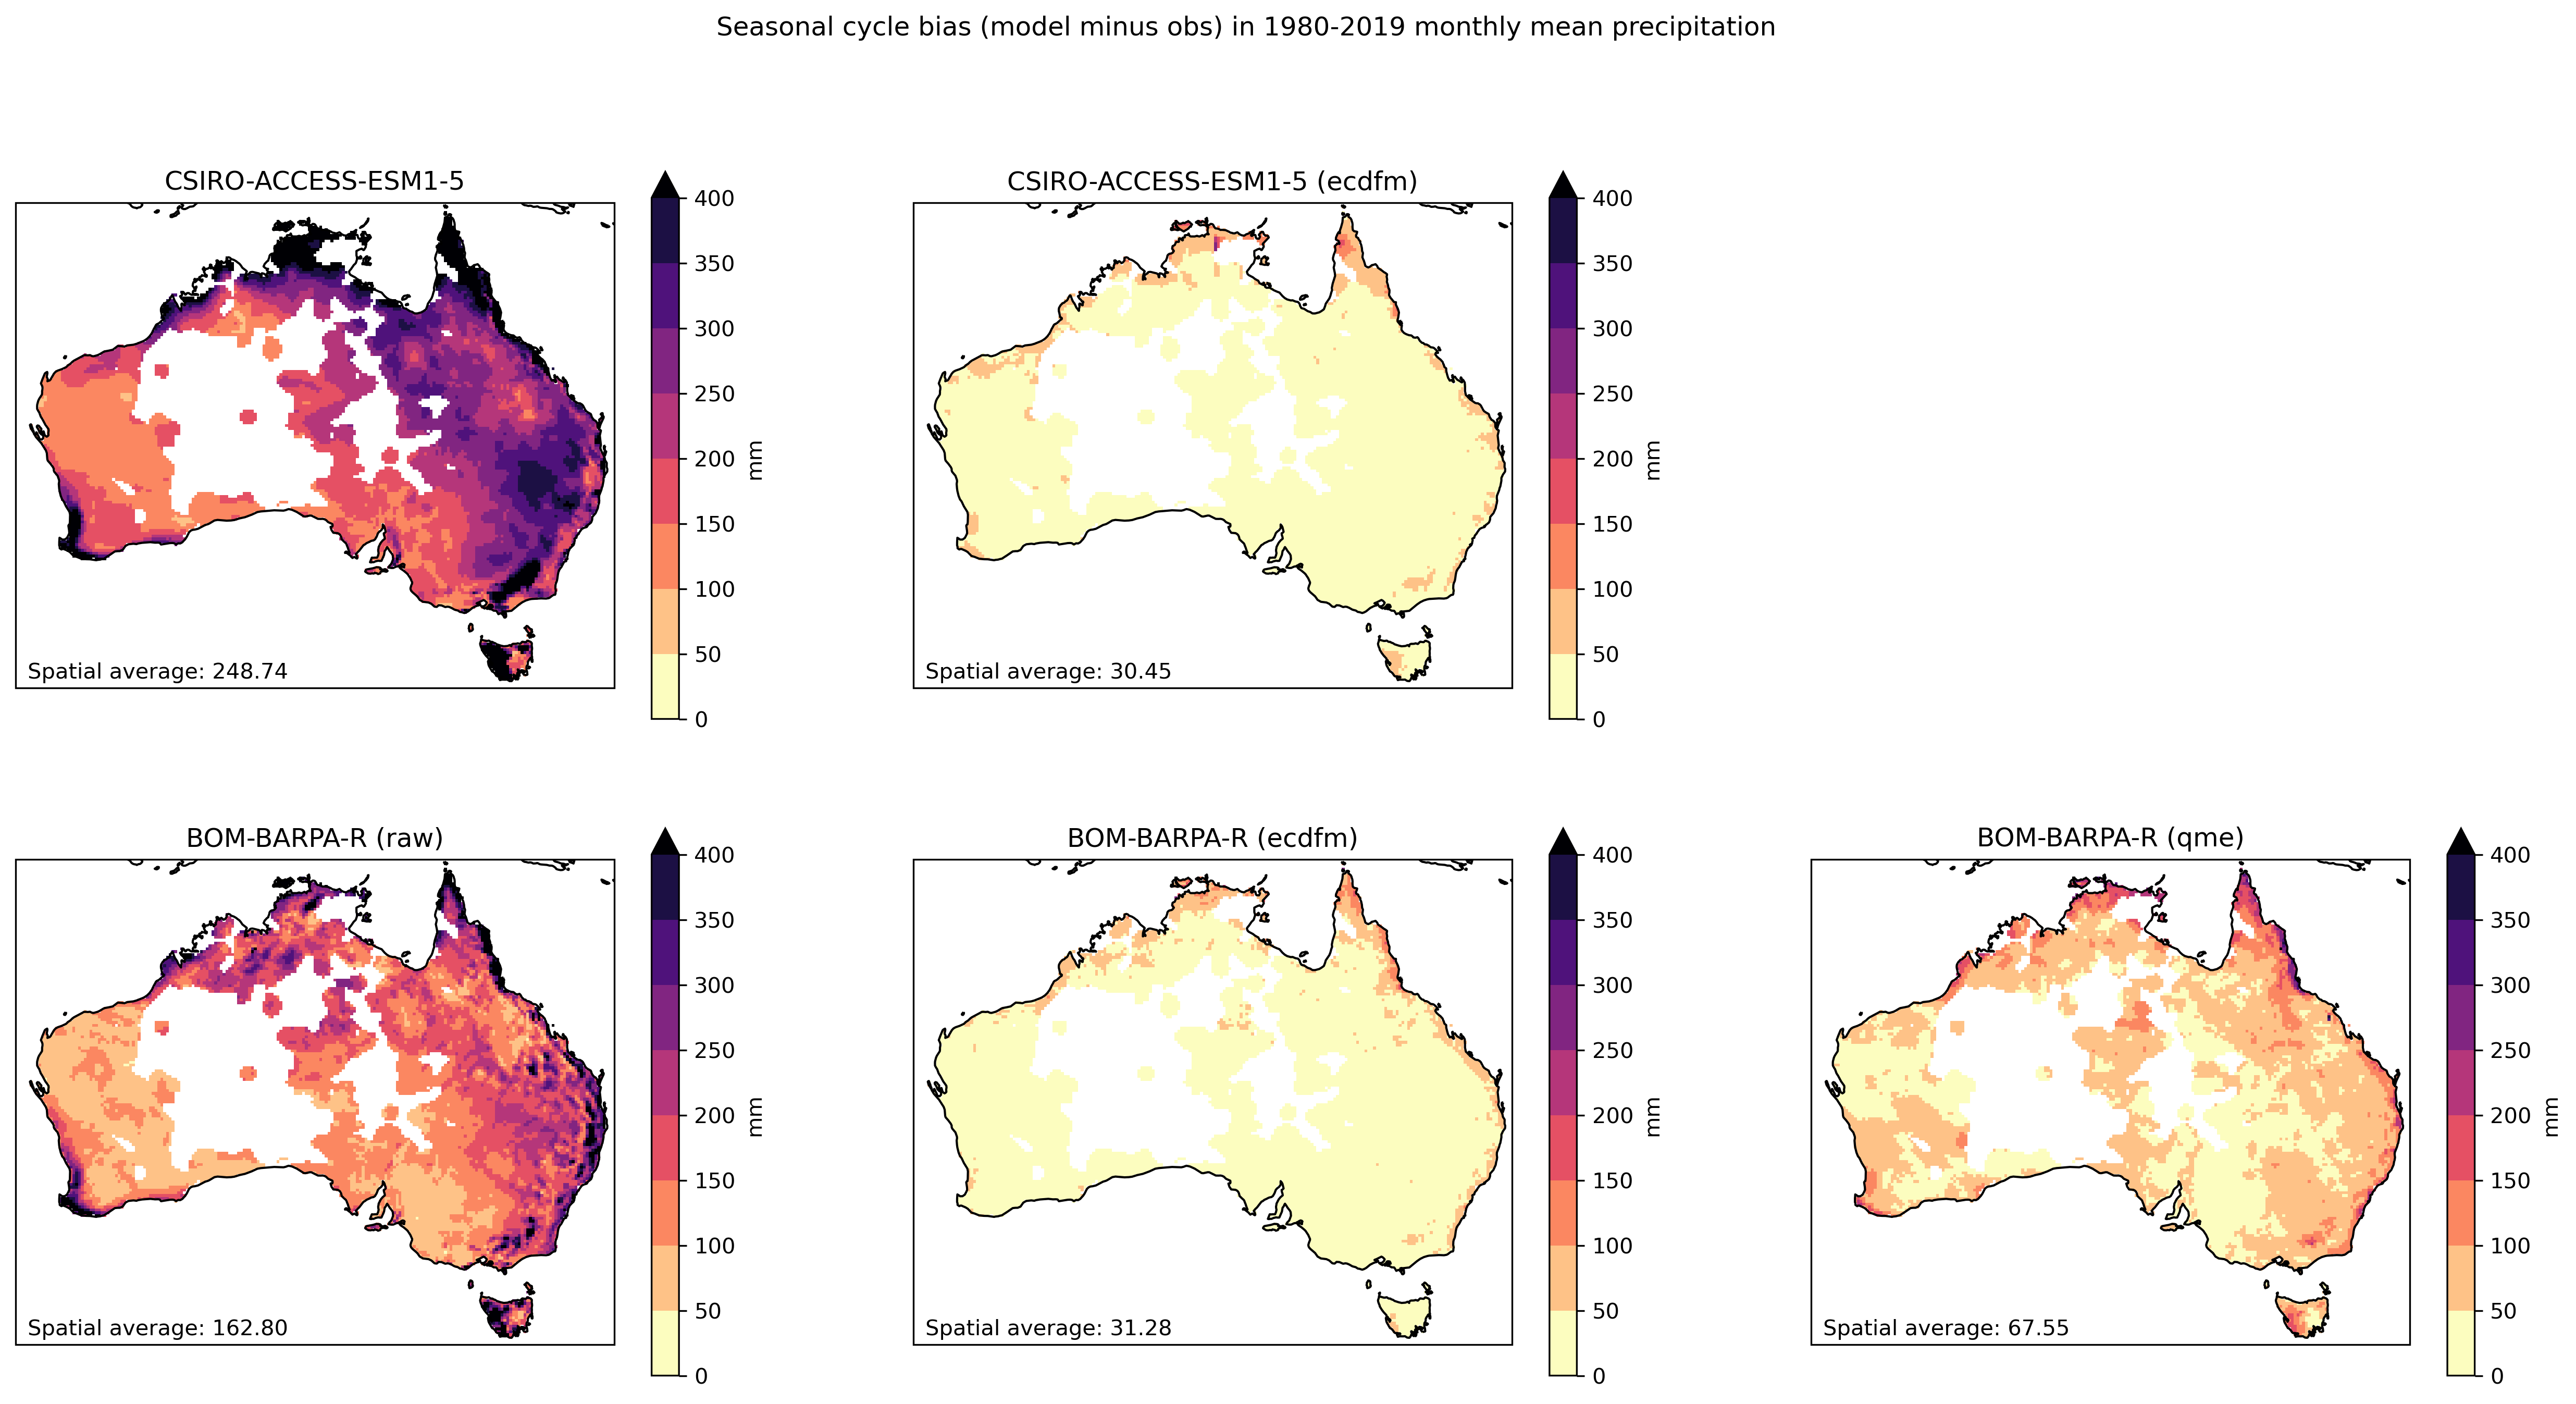 Seasonal cycle bias (model minus obs) in 1980-2019 monthly mean precipitation
CSIRO-ACCESS-ESM1-5
400
350
300
250
200
150
100
50
0
mm
Spatial average: 248.74
CSIRO-ACCESS-ESM1-5 (ecdfm)
400
350
300
250
200
150
100
50
0
mm
Spatial average: 30.45
BOM-BARPA-R (raw)
400
350
300
250
200
150
100
50
0
mm
Spatial average: 162.80
BOM-BARPA-R (ecdfm)
400
350
300
250
200
150
100
50
0
mm
Spatial average: 31.28
BOM-BARPA-R (qme)
400
350
300
250
200
150
100
50
0
mm
Spatial average: 67.55